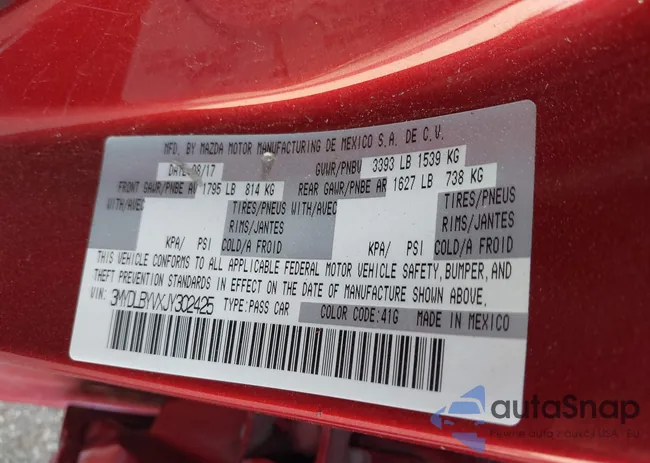 MFD. BY MAZDA MOTOR MANUFACTURING DE MEXICO S.A. DE C.V.
DATE: 08/17 GVWR/PNBV 3393 LB 1539 KG
FRONT GAWR/PNBE AV 1795 LB 814 KG REAR GAWR/PNBE AR 1627 LB 738 KG
WITH/AVEC TIRES/PNEUS WITH/AVEC TIRES/PNEUS
RIMS/JANTES RIMS/JANTES
KPA/ PSI COLD/A FROID KPA/ PSI COLD/A FROID
THIS VEHICLE CONFORMS TO ALL APPLICABLE FEDERAL MOTOR VEHICLE SAFETY, BUMPER, AND
THEFT PREVENTION STANDARDS IN EFFECT ON THE DATE OF MANUFACTURE SHOWN ABOVE.
VIN: 3MYDLBYVXJY302425 TYPE:PASS CAR COLOR CODE:41G MADE IN MEXICO
autoSnap